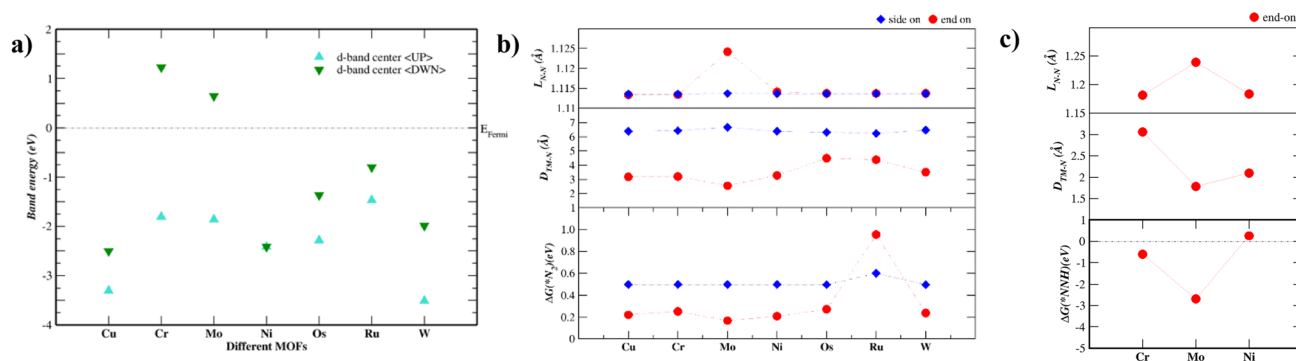 a)
2
1
0
-1
-2
-3
-4
Band energy (eV)
d-band center <UP>
d-band center <DWN>
E_Fermi
Cu Cr Mo Ni Os Ru W
Different MOFs
b)
side on end on
1.125
1.12
1.115
1.11
L_N-N (Å)
7
6
5
4
3
2
1
D_TM-N (Å)
1.0
0.8
0.6
0.4
0.2
0
ΔG(*N₂)(eV)
Cu Cr Mo Ni Os Ru W
c)
end-on
1.25
1.2
1.15
L_N-N (Å)
3
2.5
2
1.5
D_TM-N (Å)
1
0
-1
-2
-3
-4
-5
ΔG(*NNH)(eV)
Cr Mo Ni